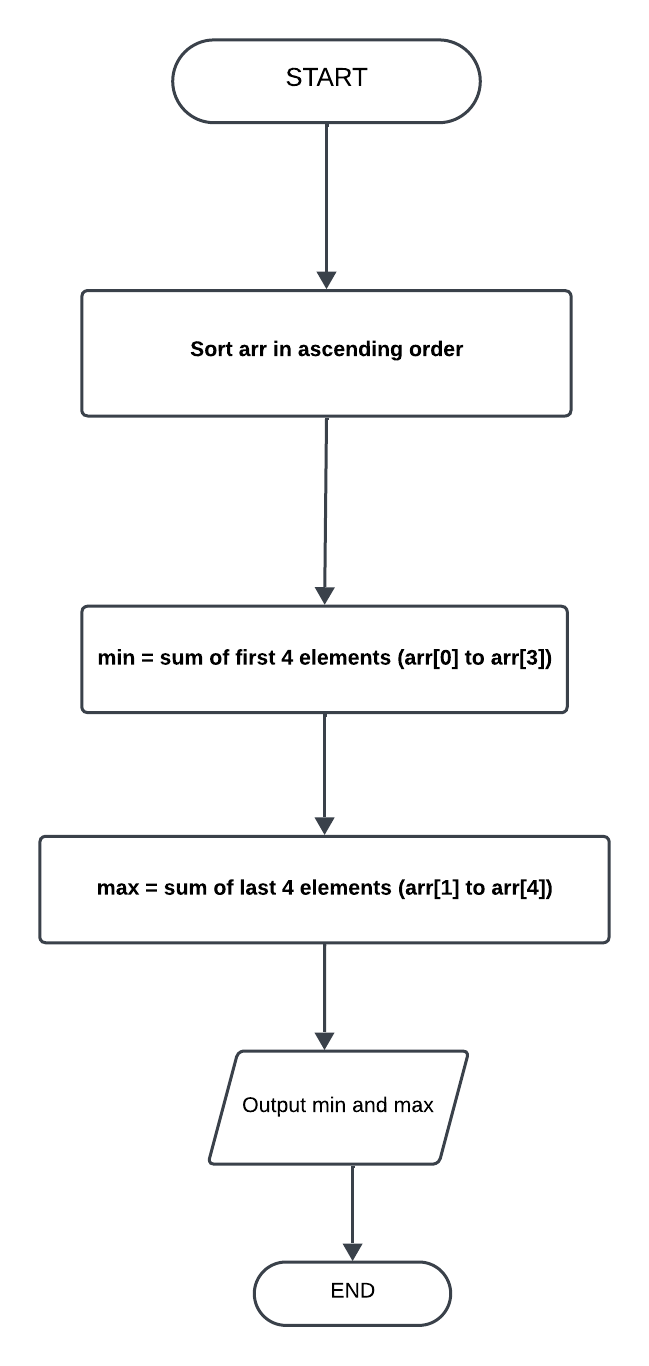 START
Sort arr in ascending order
min = sum of first 4 elements (arr[0] to arr[3])
max = sum of last 4 elements (arr[1] to arr[4])
Output min and max
END